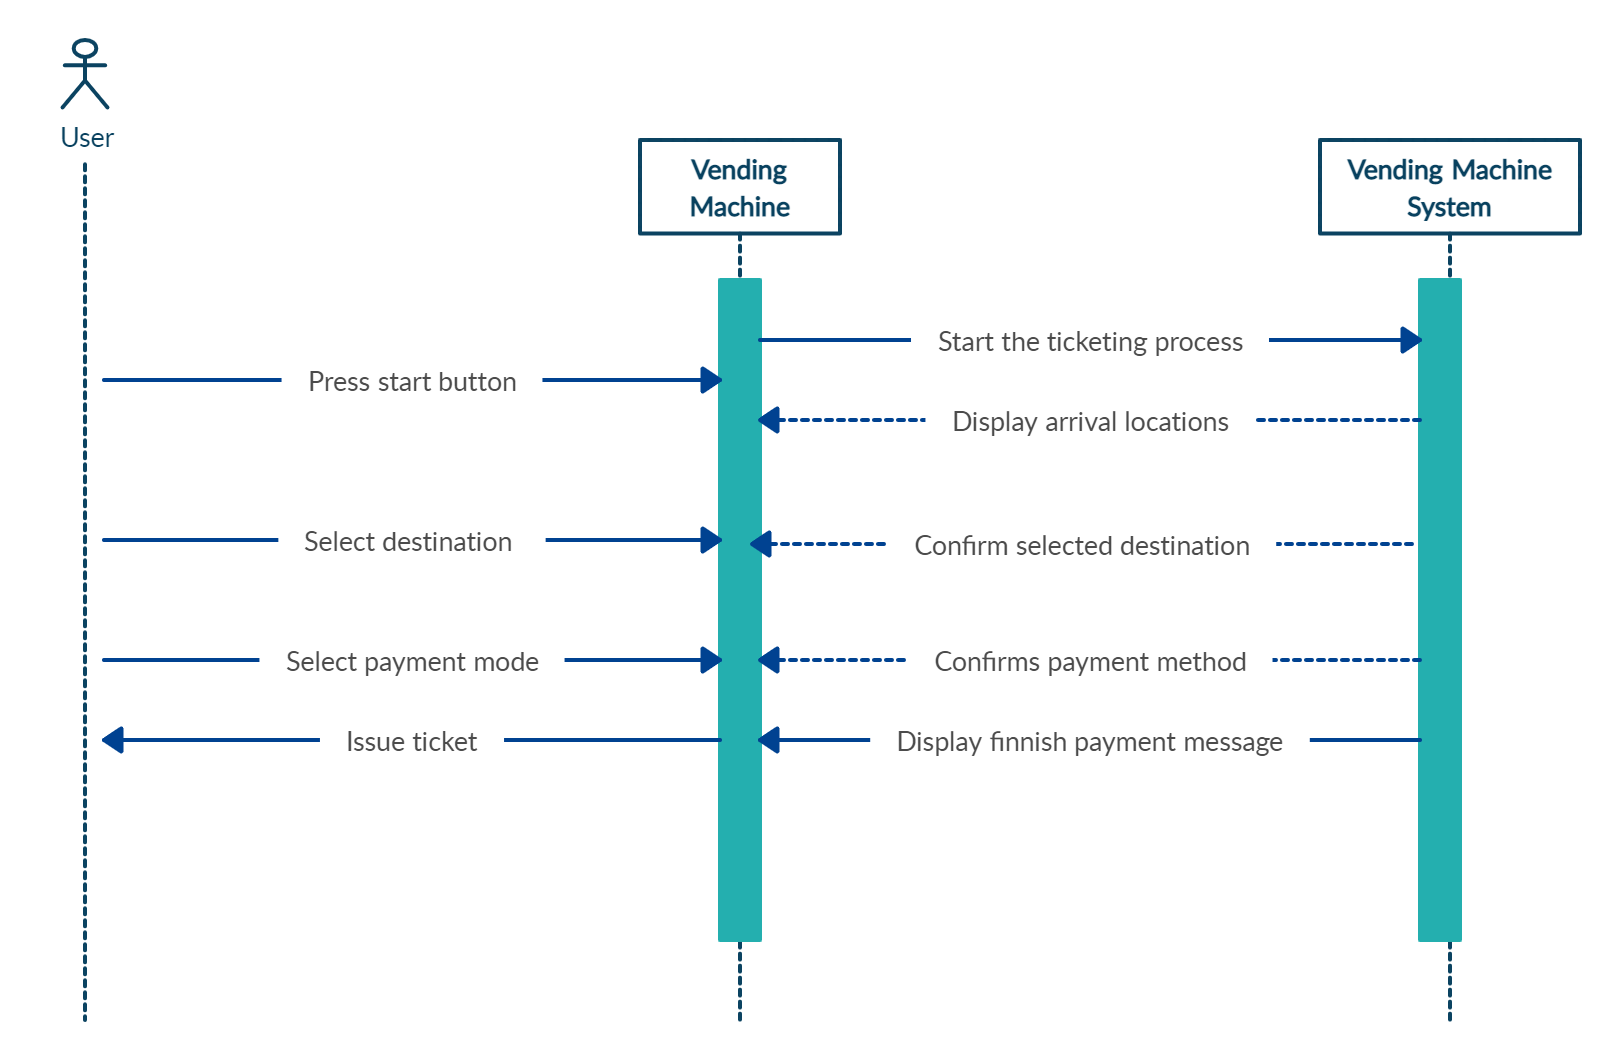 User
Vending
Machine
Vending Machine
System
Start the ticketing process
Press start button
Display arrival locations
Select destination
Confirm selected destination
Select payment mode
Confirms payment method
Issue ticket
Display finnish payment message